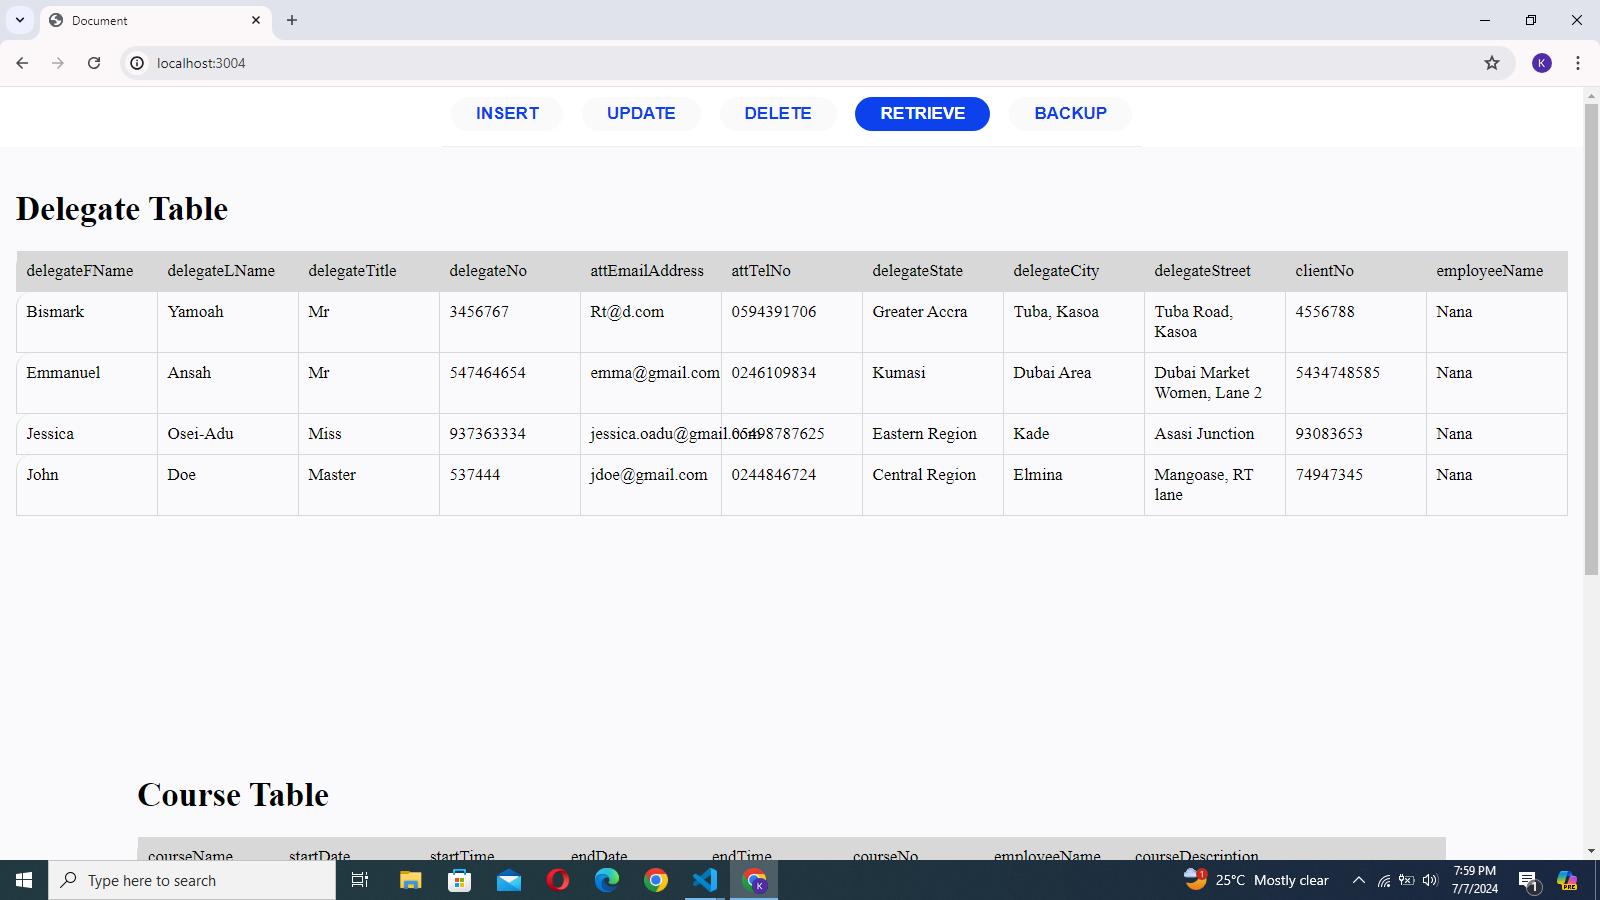 Document
localhost:3004
K
INSERT UPDATE DELETE RETRIEVE BACKUP
Delegate Table
delegateFName delegateLName delegateTitle delegateNo attEmailAddress attTelNo delegateState delegateCity delegateStreet clientNo employeeName
Bismark Yamoah Mr 3456767 Rt@d.com 0594391706 Greater Accra Tuba, Kasoa Tuba Road, 4556788 Nana
Kasoa
Emmanuel Ansah Mr 547464654 emma@gmail.com 0246109834 Kumasi Dubai Area Dubai Market 5434748585 Nana
Women, Lane 2
Jessica Osei-Adu Miss 937363334 jessica.oadu@gmail.com 05498787625 Eastern Region Kade Asasi Junction 93083653 Nana
John Doe Master 537444 jdoe@gmail.com 0244846724 Central Region Elmina Mangoase, RT 74947345 Nana
lane
Course Table
courseName startDate startTime endDate endTime courseNo employeeName courseDescription
Type here to search
K
1
25°C Mostly clear
7:59 PM
7/7/2024
1
PRE